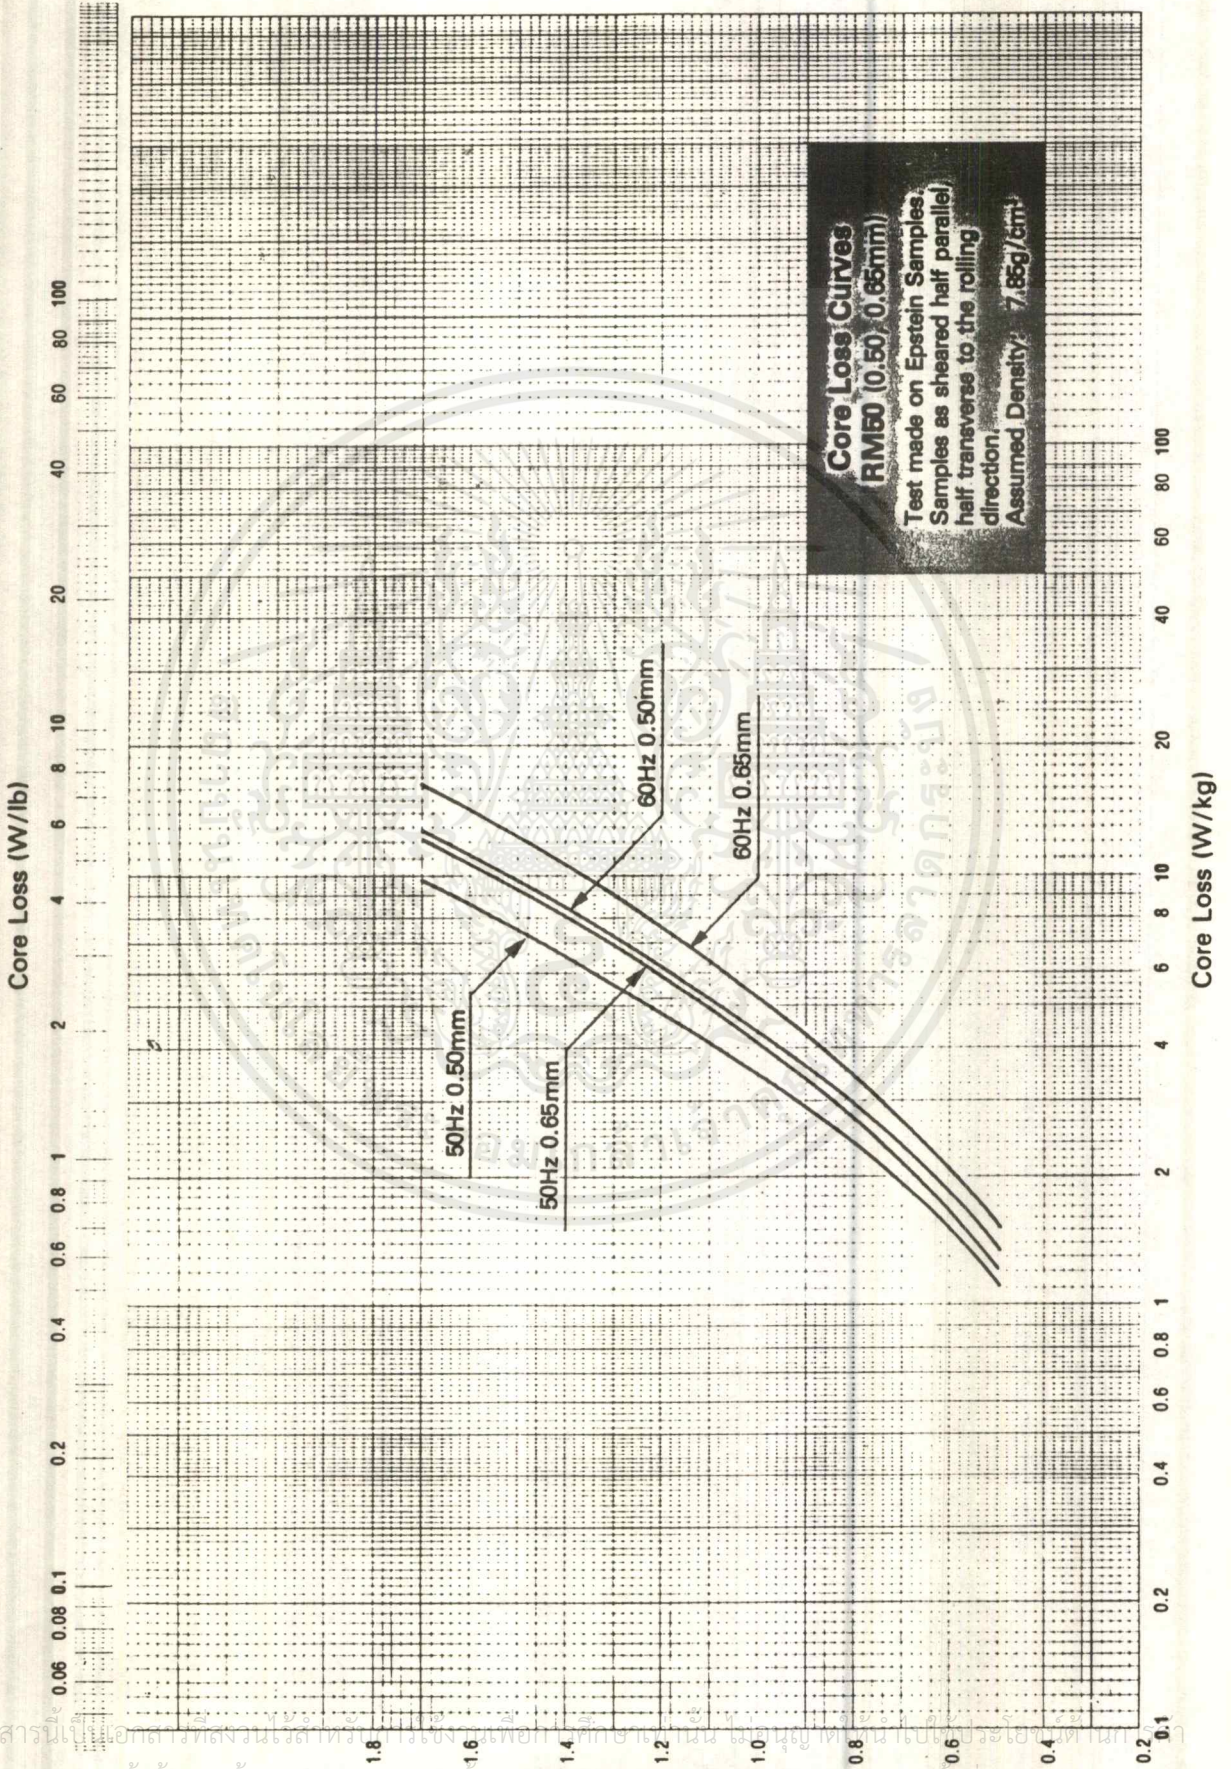 Core Loss (W/lb)
0.06 0.08 0.1 0.2 0.4 0.6 0.8 1 2 4 6 8 10 20 40 60 80 100
50Hz 0.50mm
50Hz 0.65mm
60Hz 0.50mm
60Hz 0.65mm
Core Loss Curves
RM50 (0.50, 0.65mm)
Test made on Epstein Samples.
Samples as sheared half parallel,
half transverse to the rolling
direction.
Assumed Density: 7.85g/cm³
1.8 1.6 1.4 1.2 1.0 0.8 0.6 0.4 0.2
0.1 0.2 0.4 0.6 0.8 1 2 4 6 8 10 20 40 60 80 100
Core Loss (W/kg)